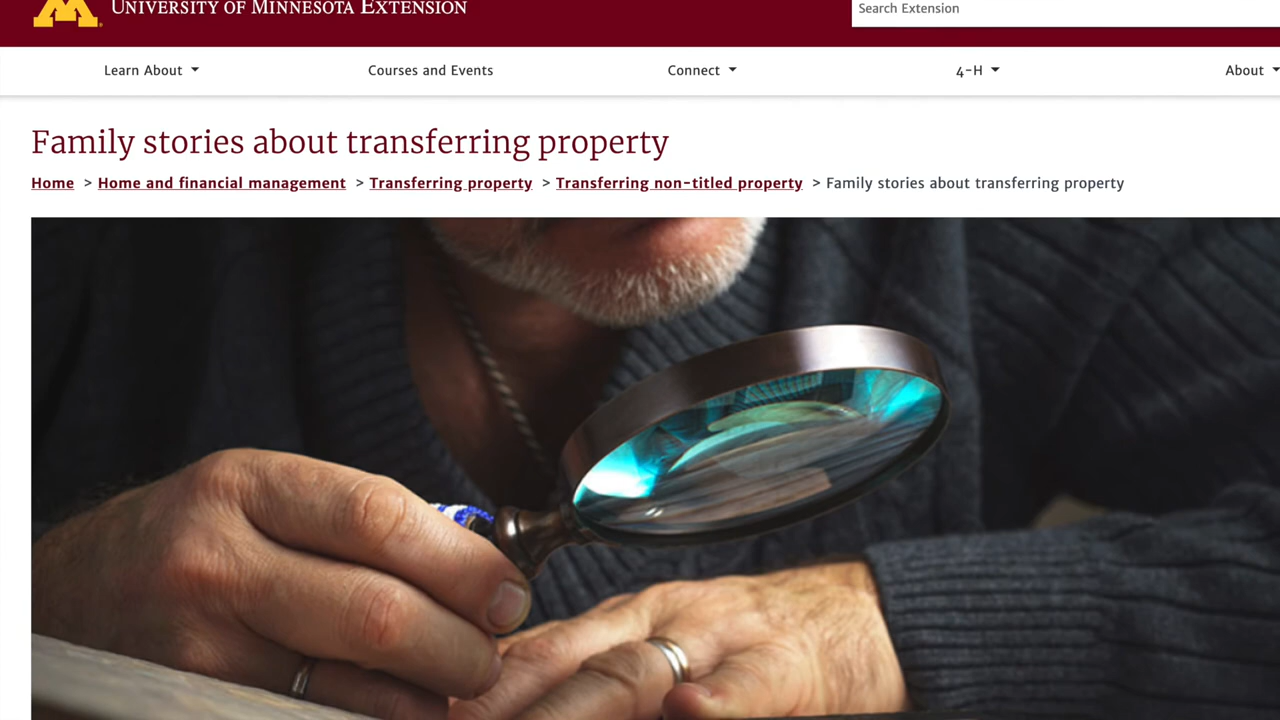 University of Minnesota Extension
Search Extension
Learn About
Courses and Events
Connect
4-H
About
Family stories about transferring property
Home > Home and financial management > Transferring property > Transferring non-titled property > Family stories about transferring property